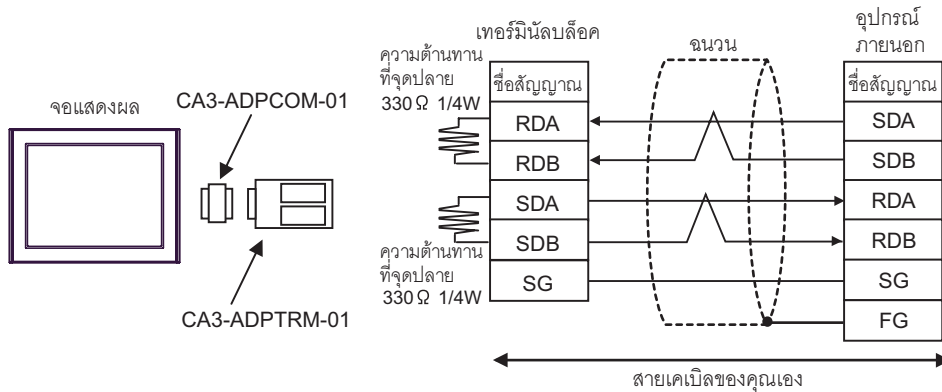 จอแสดงผล
CA3-ADPCOM-01
CA3-ADPTRM-01
ความต้านทาน
ที่จุดปลาย
330 Ω 1/4W
ความต้านทาน
ที่จุดปลาย
330 Ω 1/4W
เทอร์มินัลบล็อค
ชื่อสัญญาณ
RDA
RDB
SDA
SDB
SG
ฉนวน
อุปกรณ์
ภายนอก
ชื่อสัญญาณ
SDA
SDB
RDA
RDB
SG
FG
สายเคเบิลของคุณเอง